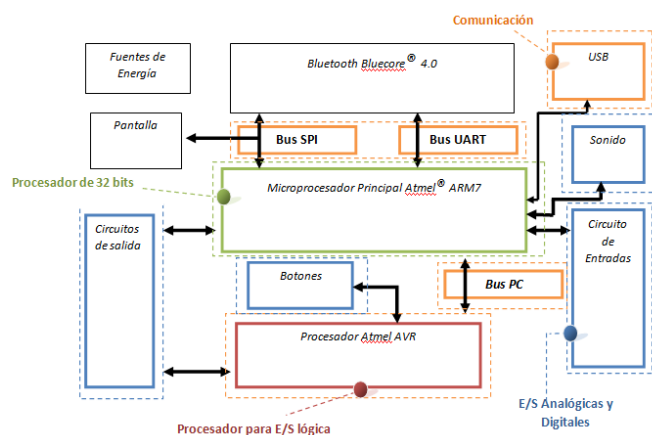 Comunicación
Fuentes de
Energía
Bluetooth Bluecore® 4.0
USB
Pantalla
Bus SPI
Bus UART
Sonido
Procesador de 32 bits
Microprocesador Principal Atmel® ARM7
Circuitos
de salida
Circuito
de
Entradas
Botones
Bus PC
Procesador Atmel AVR
E/S Analógicas y
Digitales
Procesador para E/S lógica